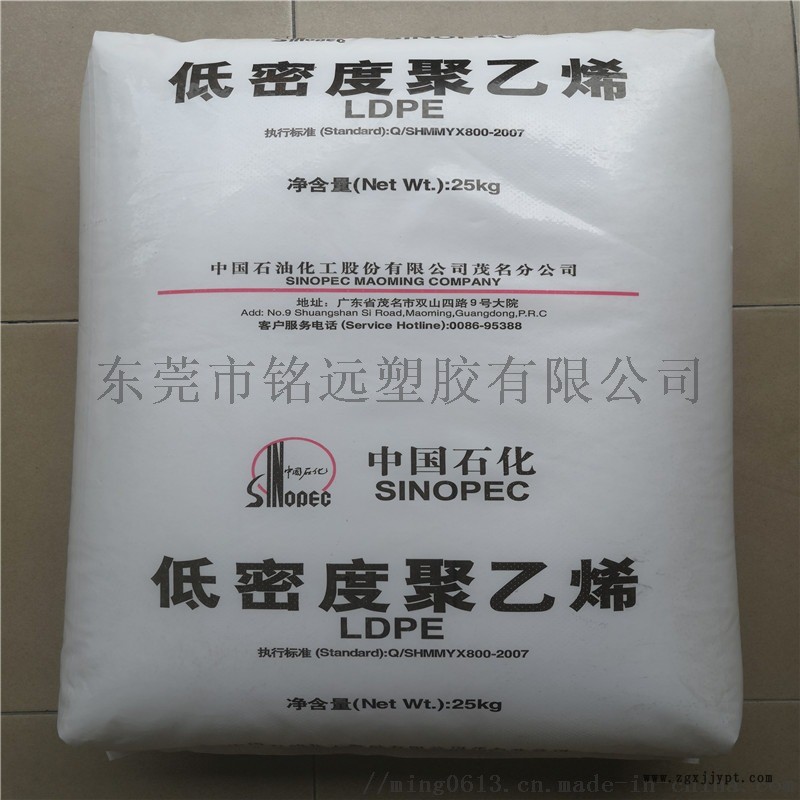 SINOPEC
低密度聚乙烯
LDPE
执行标准 (Standard):Q/SHMMYX800-2007
净含量(Net Wt.):25kg
中国石油化工股份有限公司茂名分公司
SINOPEC MAOMING COMPANY
地址：广东省茂名市双山四路9号大院
Add: No.9 Shuangshan Si Road,Maoming,Guangdong,P.R.C
客户服务电话 (Service Hotline):0086-95388
东莞市铭远塑胶有限公司
中国石化
SINOPEC
中国石化
SINOPEC
低密度聚乙烯
LDPE
执行标准 (Standard):Q/SHMMYX800-2007
净含量(Net Wt.):25kg
://ming0613.cn.made-in-china.com
www.zgxjjypt.com